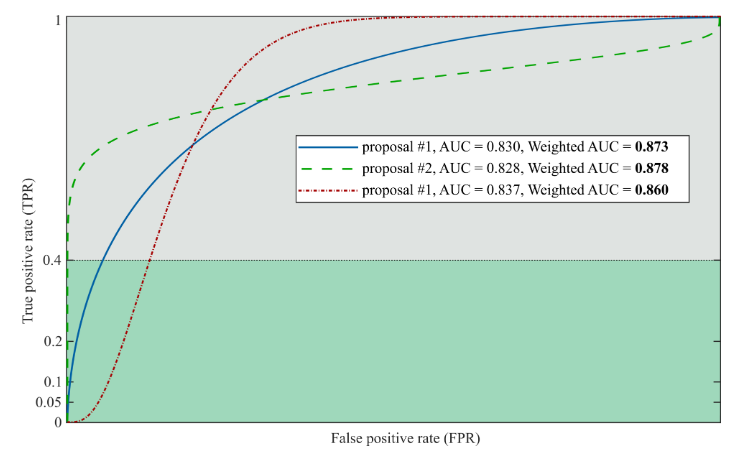 1
proposal #1, AUC = 0.830, Weighted AUC = 0.873
proposal #2, AUC = 0.828, Weighted AUC = 0.878
proposal #1, AUC = 0.837, Weighted AUC = 0.860
True positive rate (TPR)
0.4
0.2
0.1
0.05
0
False positive rate (FPR)